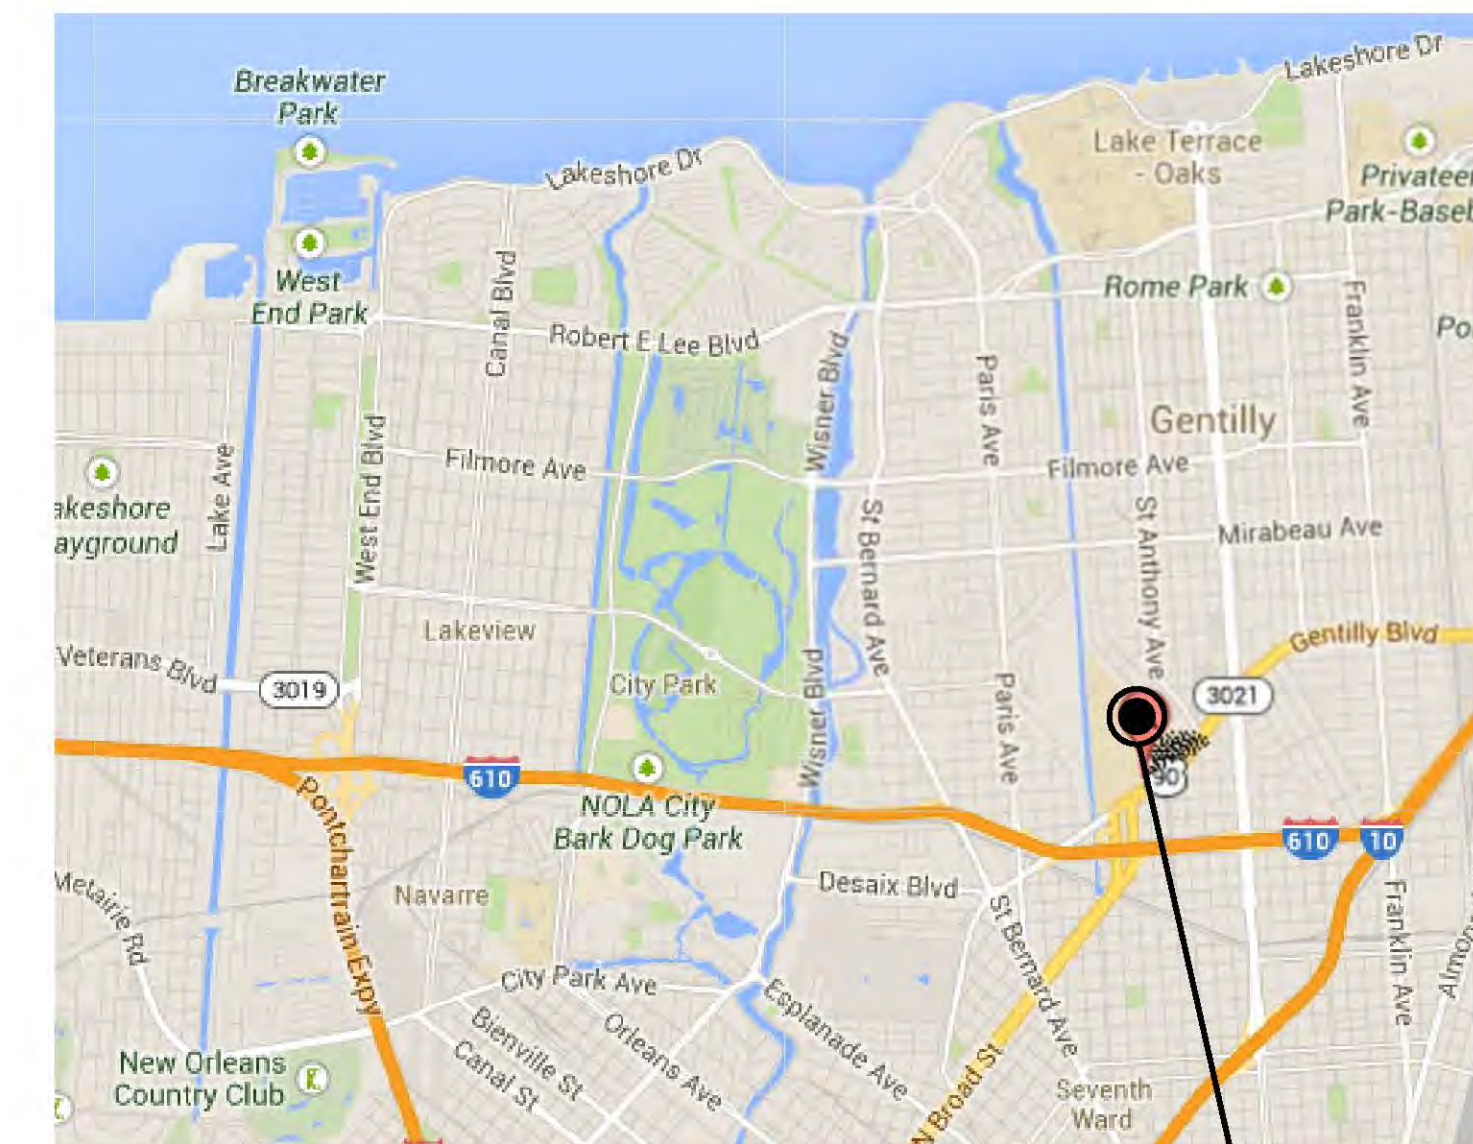 Lakeshore Dr
Breakwater
Park
Lake Terrace
- Oaks
Lakeshore Dr
Park-Base
West
End Park
Canal Blvd
Rome Park
Franklin Ave
Robert E Lee Blvd
Wisner Blvd
Paris Ave
Gentilly
Lake Ave
West End Blvd
Filmore Ave
Filmore Ave
akeshore
ayground
St Bernard Ave
St Anthony Ave
Mirabeau Ave
Lakeview
Gentilly Blvd
Veterans Blvd
3019
City Park
Wisner Blvd
Paris Ave
3021
610
90
Pontchartrain Expy
NOLA City
Bark Dog Park
610
10
Metairie Rd
Navarre
Desaix Blvd
St Bernard Ave
Franklin Ave
City Park Ave
Esplanade Ave
Bienville St
Canal St
Orleans Ave
N Broad St
New Orleans
Country Club
Seventh
Ward